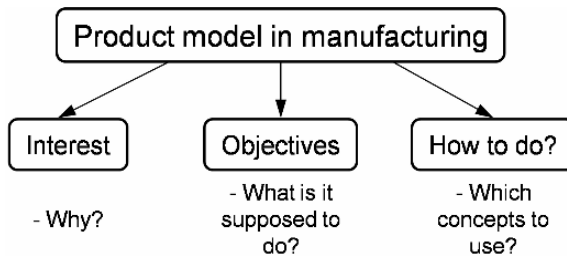 Product model in manufacturing
Interest
Objectives
How to do?
- Why?
- What is it
supposed to
do?
- Which
concepts to
use?